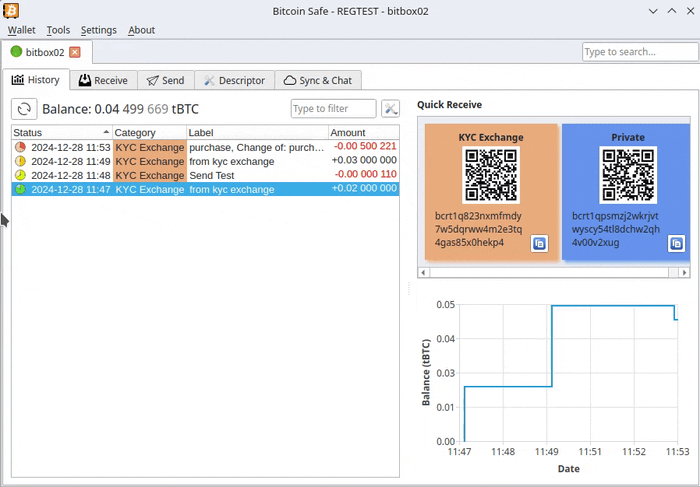 Bitcoin Safe - REGTEST - bitbox02
Wallet Tools Settings About
bitbox02
Type to search...
History Receive Send Descriptor Sync & Chat
Balance: 0.04 499 669 tBTC
Type to filter
Status Category Label Amount
2024-12-28 11:53 KYC Exchange purchase, Change of: purch... -0.00 500 221
2024-12-28 11:49 KYC Exchange from kyc exchange +0.03 000 000
2024-12-28 11:48 KYC Exchange Send Test -0.00 000 110
2024-12-28 11:47 KYC Exchange from kyc exchange +0.02 000 000
Quick Receive
KYC Exchange
bcrt1q823nxmfmdy
7w5dqrww4m2e3tq
4gas85x0hekp4
Private
bcrt1qpsmzj2wkrjvt
wyscy54tl8dchw2qh
4v00v2xug
0.05
0.04
0.03
0.01
0.00
Balance (tBTC)
11:47 11:48 11:49 11:51 11:52 11:53
Date